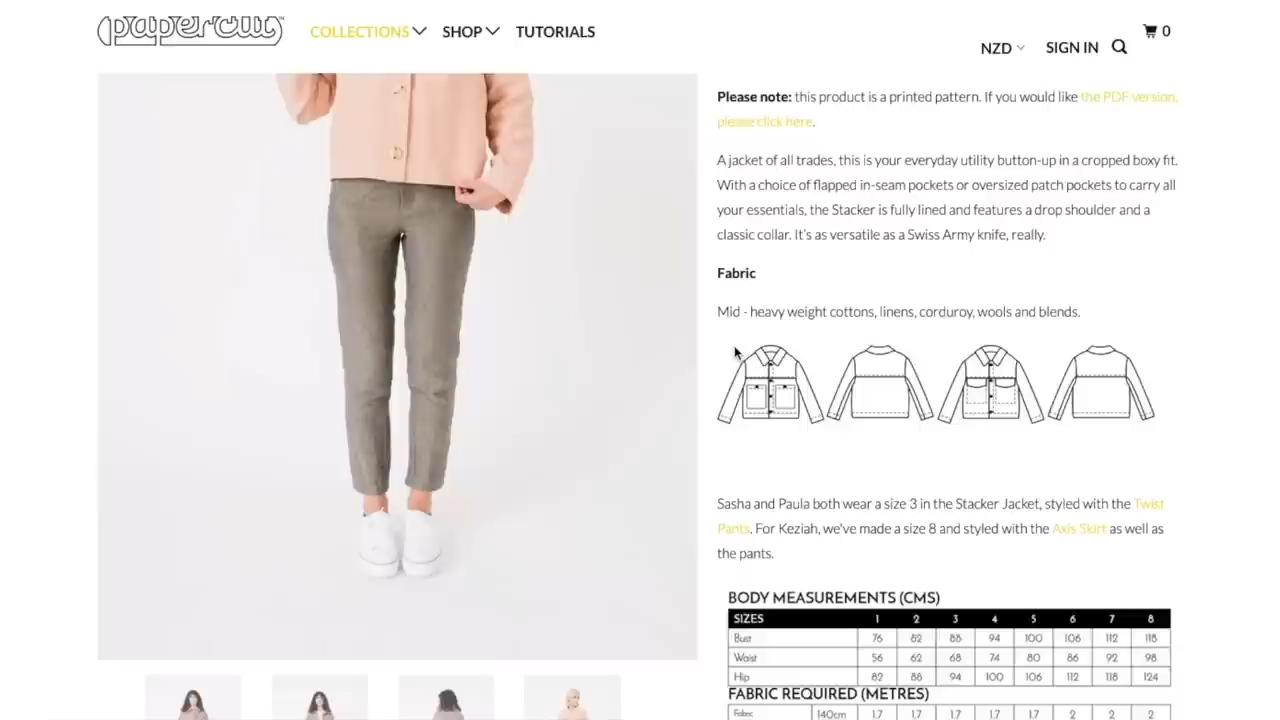 papercut
COLLECTIONS SHOP TUTORIALS
NZD SIGN IN 0
Please note: this product is a printed pattern. If you would like the PDF version,
please click here.
A jacket of all trades, this is your everyday utility button-up in a cropped boxy fit.
With a choice of flapped in-seam pockets or oversized patch pockets to carry all
your essentials, the Stacker is fully lined and features a drop shoulder and a
classic collar. It's as versatile as a Swiss Army knife, really.
Fabric
Mid - heavy weight cottons, linens, corduroy, wools and blends.
Sasha and Paula both wear a size 3 in the Stacker Jacket, styled with the Twist
Pants. For Keziah, we've made a size 8 and styled with the Axis Skirt as well as
the pants.
BODY MEASUREMENTS (CMS)
SIZES 1 2 3 4 5 6 7 8
Bust 76 82 88 94 100 106 112 118
Waist 56 62 68 74 80 86 92 98
Hip 82 88 94 100 106 112 118 124
FABRIC REQUIRED (METRES)
Fabric 140cm 1.7 1.7 1.7 1.7 1.7 2 2 2